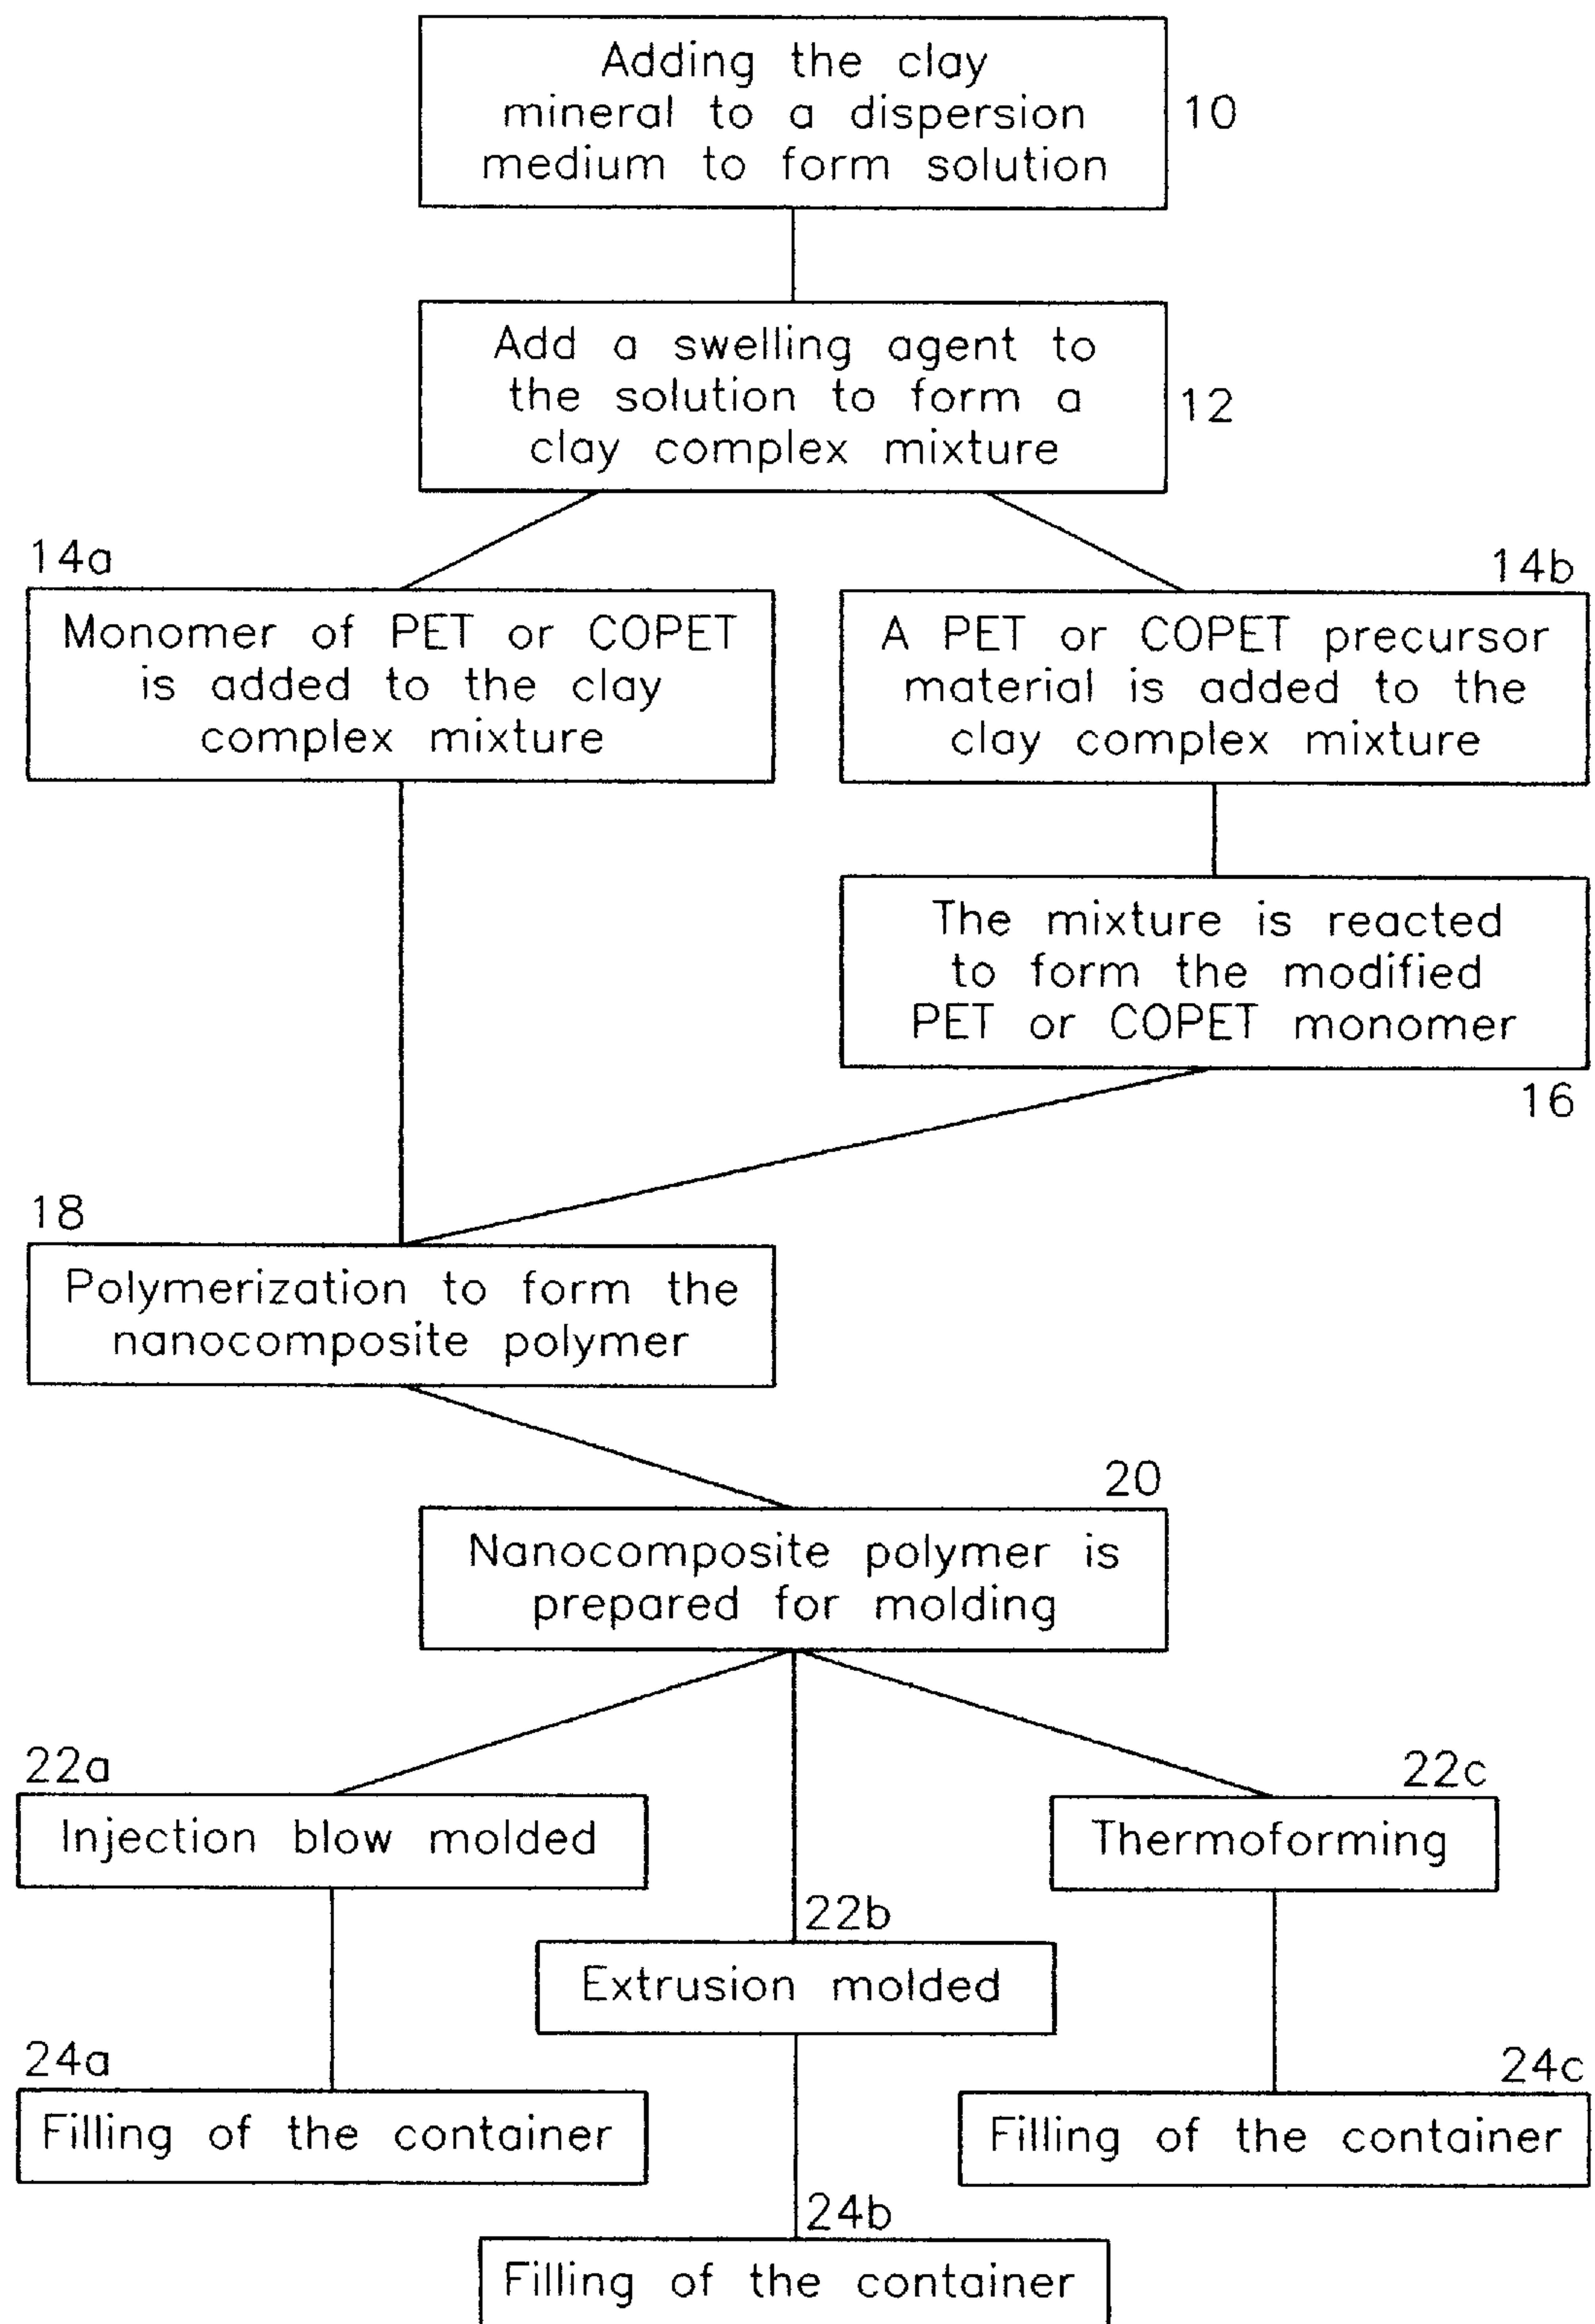 Adding the clay
mineral to a dispersion
medium to form solution
10
Add a swelling agent to
the solution to form a
clay complex mixture
12
14a
Monomer of PET or COPET
is added to the clay
complex mixture
14b
A PET or COPET precursor
material is added to the
clay complex mixture
The mixture is reacted
to form the modified
PET or COPET monomer
16
18
Polymerization to form the
nanocomposite polymer
20
Nanocomposite polymer is
prepared for molding
22a
Injection blow molded
22b
Extrusion molded
22c
Thermoforming
24a
Filling of the container
24b
Filling of the container
24c
Filling of the container